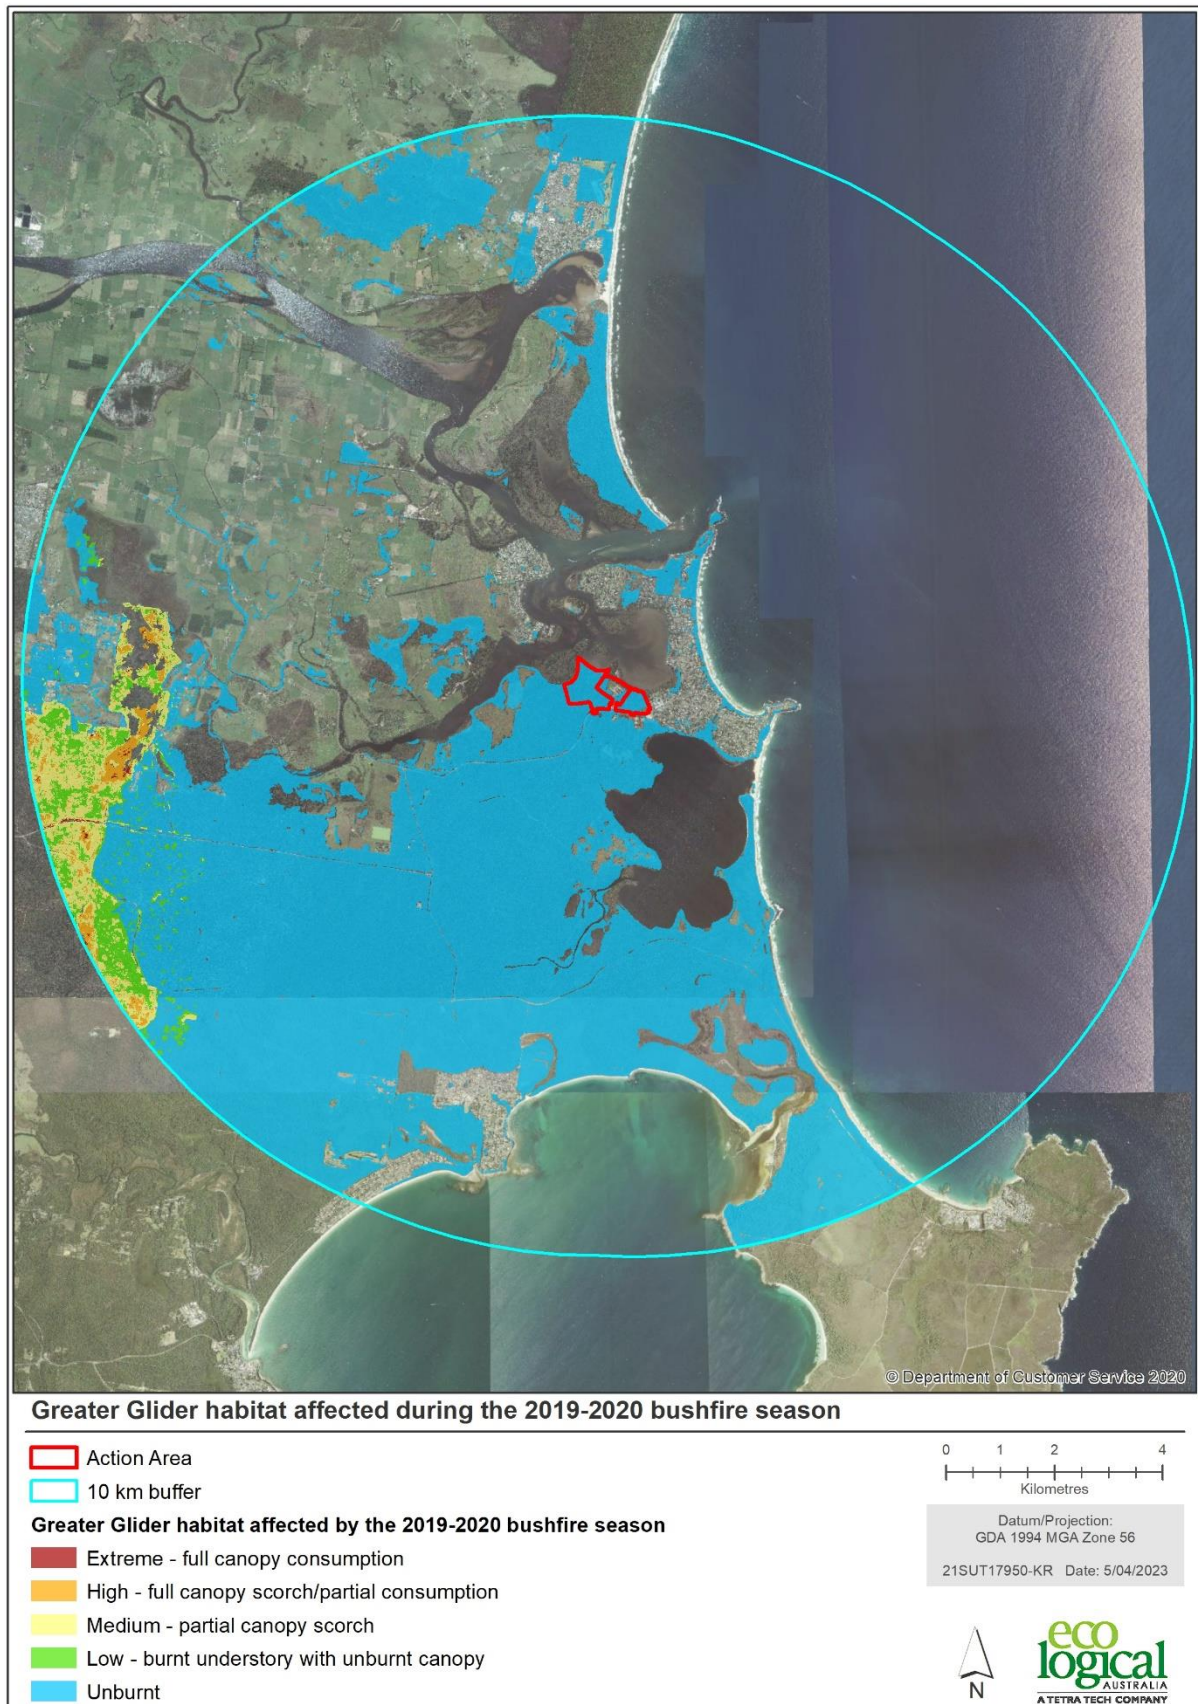 © Department of Customer Service 2020
Greater Glider habitat affected during the 2019-2020 bushfire season
Action Area
10 km buffer
Greater Glider habitat affected by the 2019-2020 bushfire season
Extreme - full canopy consumption
High - full canopy scorch/partial consumption
Medium - partial canopy scorch
Low - burnt understory with unburnt canopy
Unburnt
0 1 2 4
Kilometres
Datum/Projection:
GDA 1994 MGA Zone 56
21SUT17950-KR Date: 5/04/2023
N
eco
logical
AUSTRALIA
A TETRA TECH COMPANY